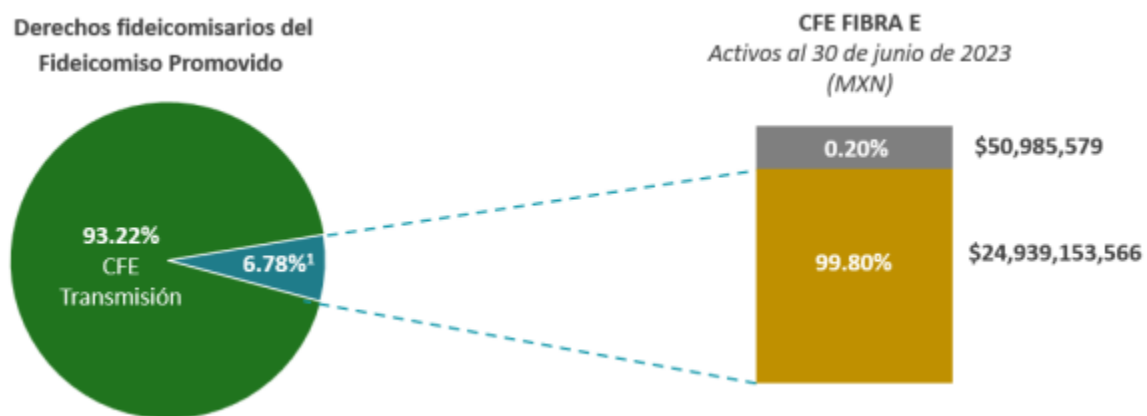 Derechos fideicomisarios del
Fideicomiso Promovido
93.22%
CFE
Transmisión
6.78%¹
CFE FIBRA E
Activos al 30 de junio de 2023
(MXN)
0.20%
$50,985,579
99.80%
$24,939,153,566